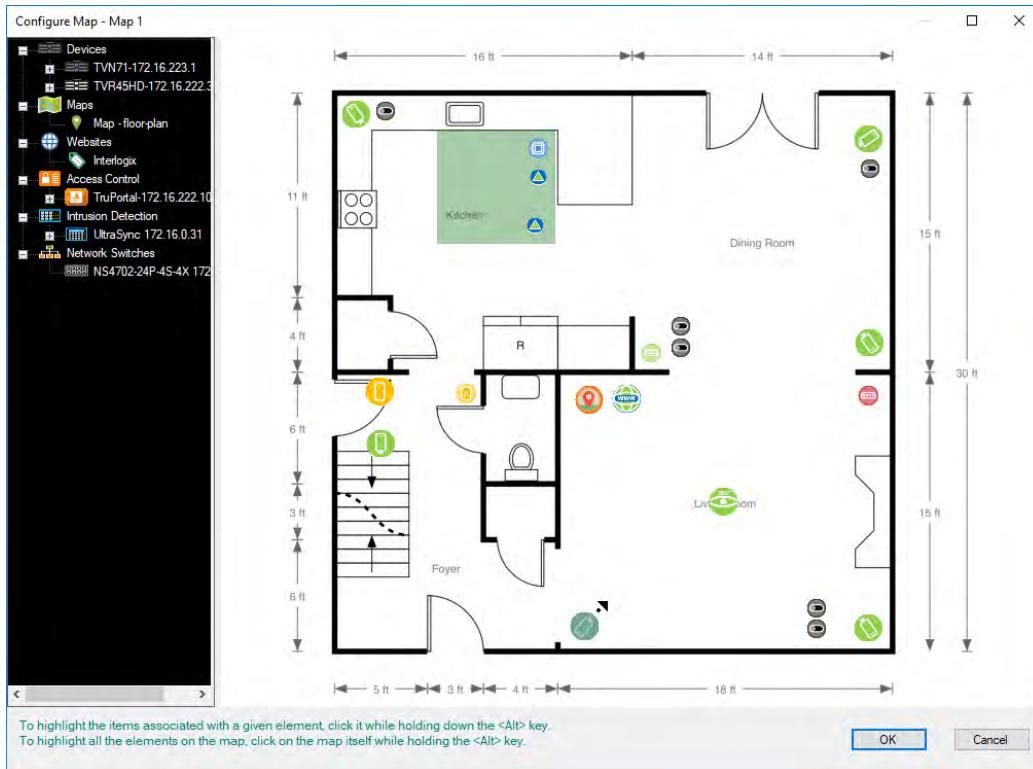 Configure Map - Map 1
Devices
TVN71-172.16.223.1
TVR45HD-172.16.222.3
Maps
Map - floor-plan
Websites
Interlogix
Access Control
TruPortal-172.16.222.10
Intrusion Detection
UltraSync 172.16.0.31
Network Switches
NS4702-24P-4S-4X 172
16 ft
14 ft
11 ft
Kitchen
Dining Room
15 ft
4 ft
R
30 ft
6 ft
WWW
360°
3 ft
15 ft
Foyer
6 ft
5 ft
3 ft
4 ft
18 ft
To highlight the items associated with a given element, click it while holding down the <Alt> key.
To highlight all the elements on the map, click on the map itself while holding the <Alt> key.
OK
Cancel